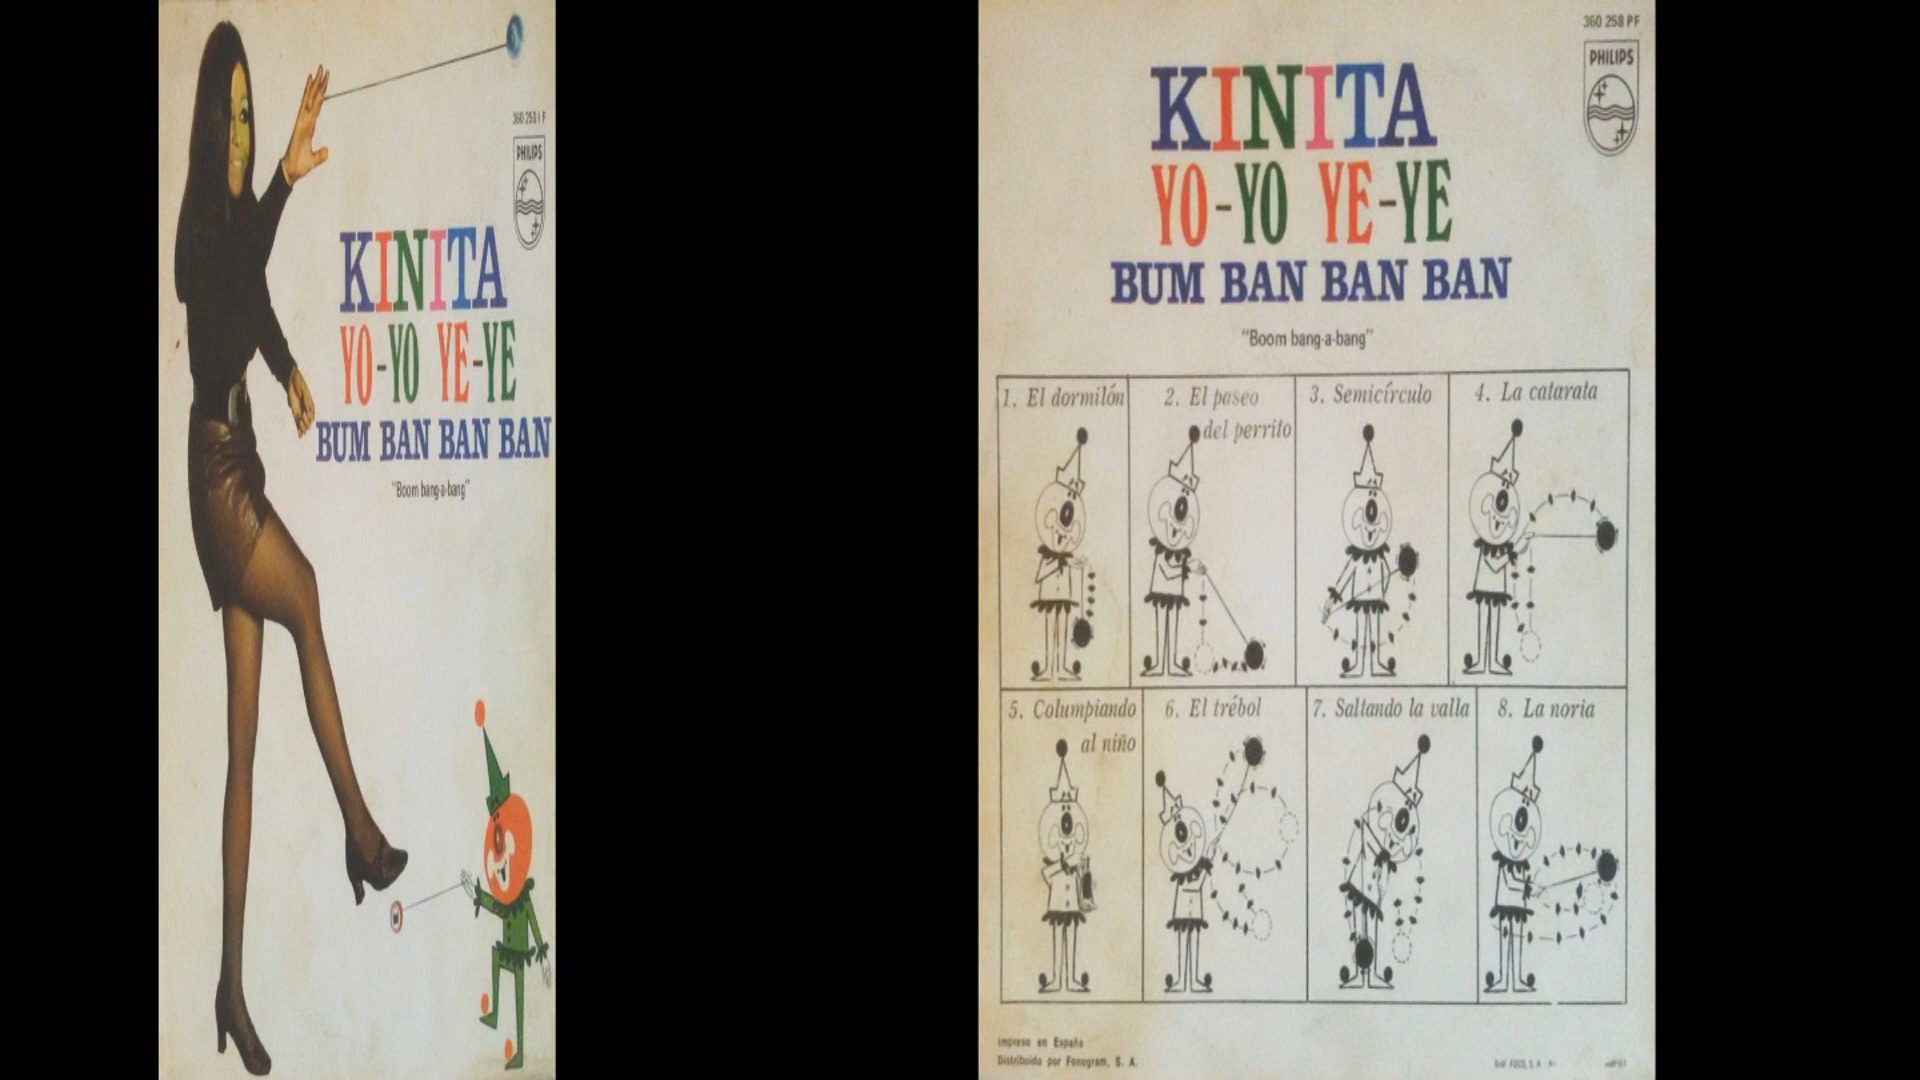 360 253 I F
PHILIPS
KINITA
YO-YO YE-YE
BUM BAN BAN BAN
"Boom bang-a-bang"
360 258 PF
PHILIPS
KINITA
YO-YO YE-YE
BUM BAN BAN BAN
"Boom bang-a-bang"
1. El dormilón
2. El paseo
del perrito
3. Semicírculo
4. La catarata
5. Columpiando
al niño
6. El trébol
7. Saltando la valla
8. La noria
Impreso en España
Distribuido por Fonogram, S. A.